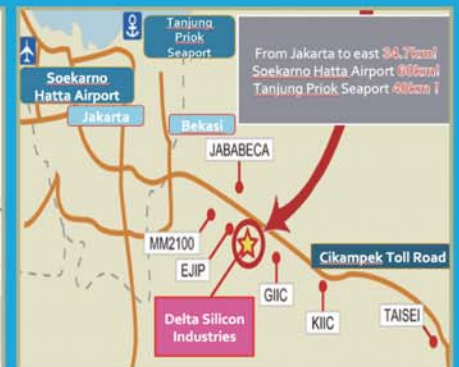 Tanjung
Priok
Seaport
From Jakarta to east 34.7km!
Soekarno Hatta Airport 60km!
Tanjung Priok Seaport 40km !
Soekarno
Hatta Airport
Jakarta
Bekasi
JABABECA
MM2100
EJIP
Cikampek Toll Road
GIIC
Delta Silicon
Industries
KIIC
TAISEI